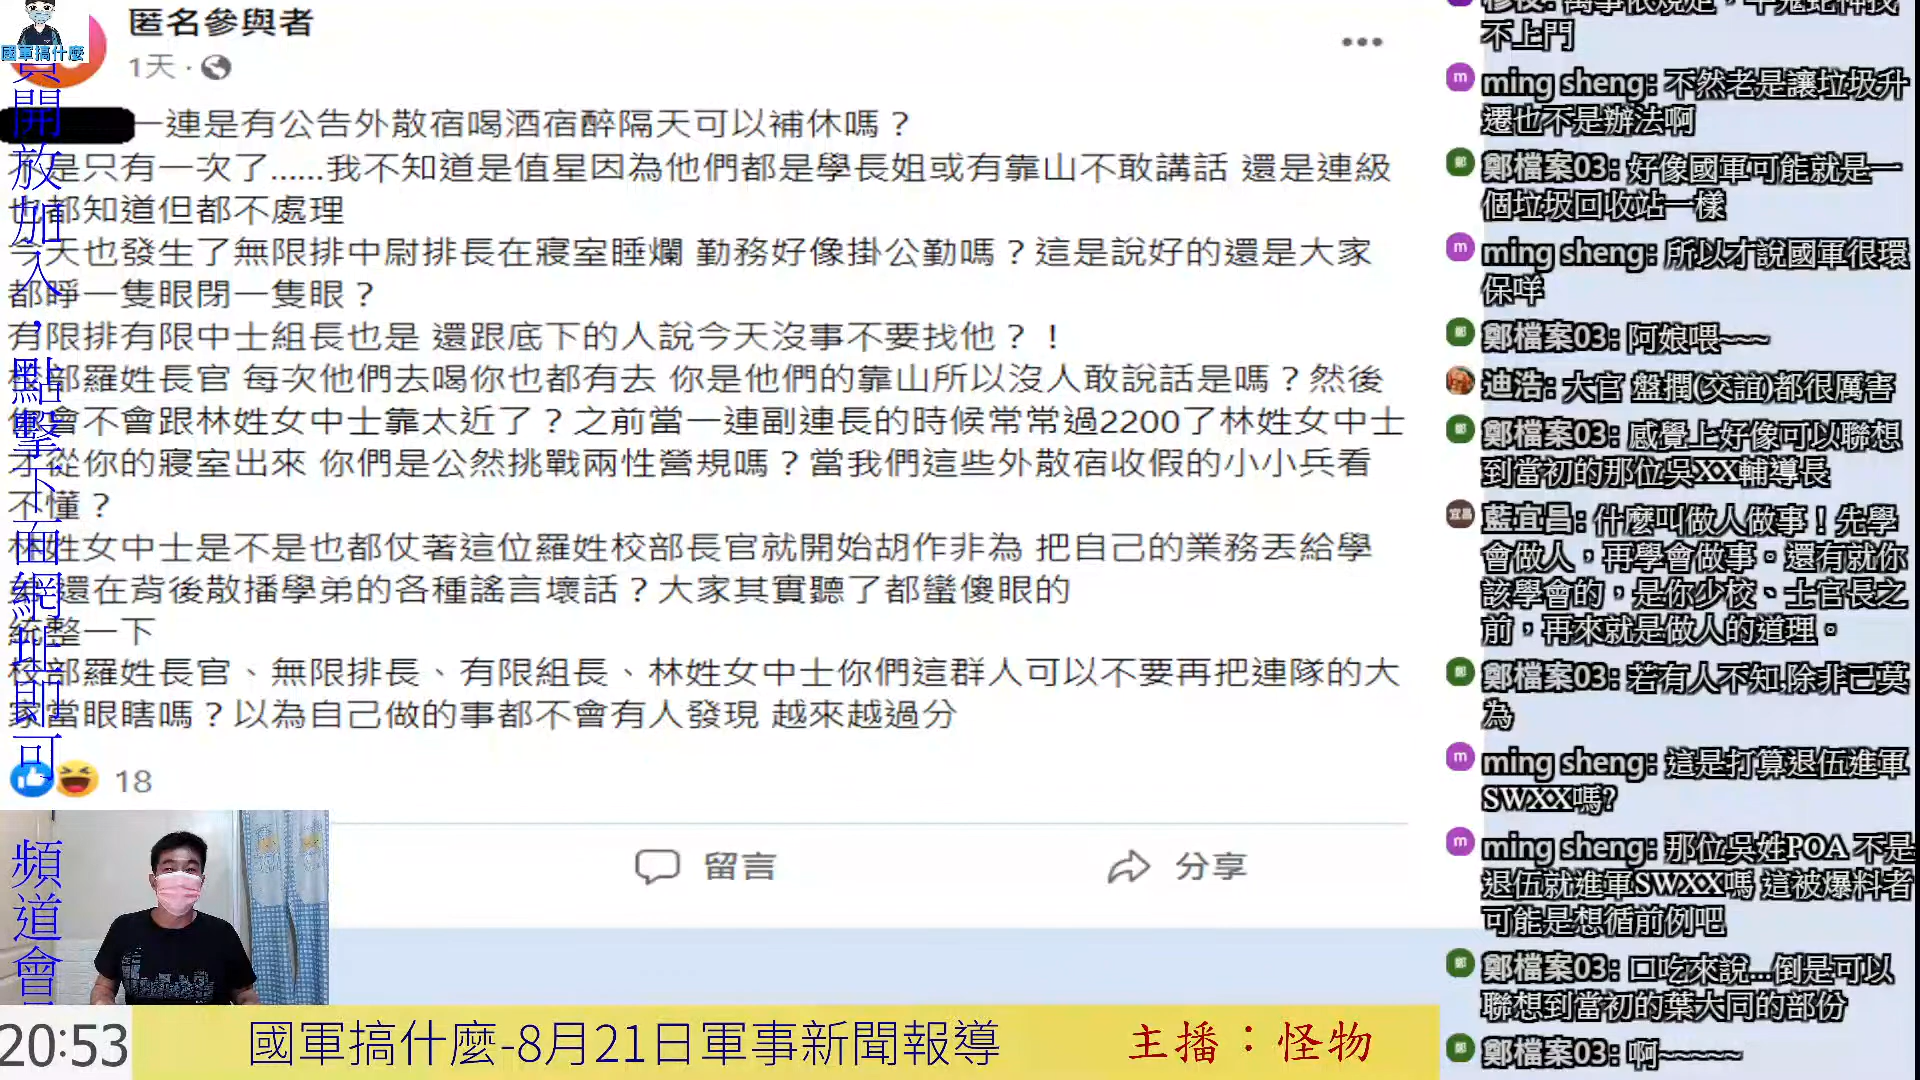 國軍搞什麼
匿名參與者
1天
一連是有公告外散宿喝酒宿醉隔天可以補休嗎？
不是只有一次了......我不知道是值星因為他們都是學長姐或有靠山不敢講話 還是連級
也都知道但都不處理
今天也發生了無限排中尉排長在寢室睡爛 勤務好像掛公勤嗎？這是說好的還是大家
都睜一隻眼閉一隻眼？
有限排有限中士組長也是 還跟底下的人說今天沒事不要找他？！
校部羅姓長官 每次他們去喝你也都有去 你是他們的靠山所以沒人敢說話是嗎？然後
你會不會跟林姓女中士靠太近了？之前當一連副連長的時候常常過2200了林姓女中士
才從你的寢室出來 你們是公然挑戰兩性營規嗎？當我們這些外散宿收假的小小兵看
不懂？
林姓女中士是不是也都仗著這位羅姓校部長官就開始胡作非為 把自己的業務丟給學
弟 還在背後散播學弟的各種謠言壞話？大家其實聽了都蠻傻眼的
統整一下
校部羅姓長官、無限排長、有限組長、林姓女中士你們這群人可以不要再把連隊的大
家當眼瞎嗎？以為自己做的事都不會有人發現 越來越過分
18
留言
分享
員開放加入，點擊下面網址即可
頻道會
20:53
國軍搞什麼-8月21日軍事新聞報導
主播：怪物
不上門
ming sheng: 不然老是讓垃圾升
遷也不是辦法啊
鄭檔案03: 好像國軍可能就是一
個垃圾回收站一樣
ming sheng: 所以才說國軍很環
保咩
鄭檔案03: 阿娘喂~~~
迪浩: 大官 盤撋(交誼)都很厲害
鄭檔案03: 感覺上好像可以聯想
到當初的那位吳XX輔導長
藍宜昌: 什麼叫做人做事！先學
會做人，再學會做事。還有就你
該學會的，是你少校、士官長之
前，再來就是做人的道理。
鄭檔案03: 若有人不知,除非己莫
為
ming sheng: 這是打算退伍進軍
SWXX嗎?
ming sheng: 那位吳姓POA 不是
退伍就進軍SWXX嗎 這被爆料者
可能是想循前例吧
鄭檔案03: 口吃來說...倒是可以
聯想到當初的葉大同的部份
鄭檔案03: 啊~~~~~